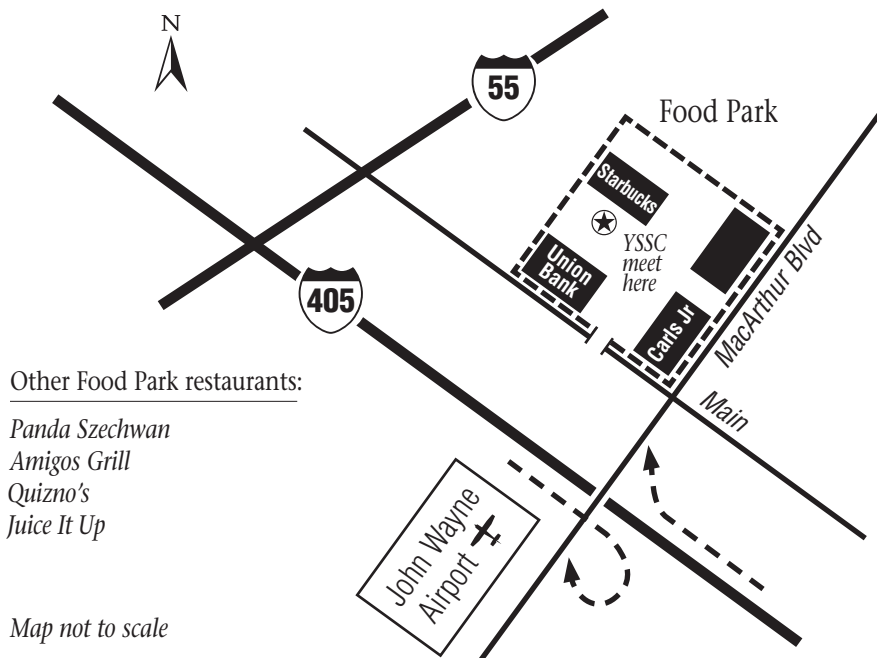 N
55
Food Park
Starbucks
YSSC
meet
here
Union
Bank
405
Carls Jr
MacArthur Blvd
Main
Other Food Park restaurants:
Panda Szechwan
Amigos Grill
Quizno's
Juice It Up
John Wayne
Airport
Map not to scale